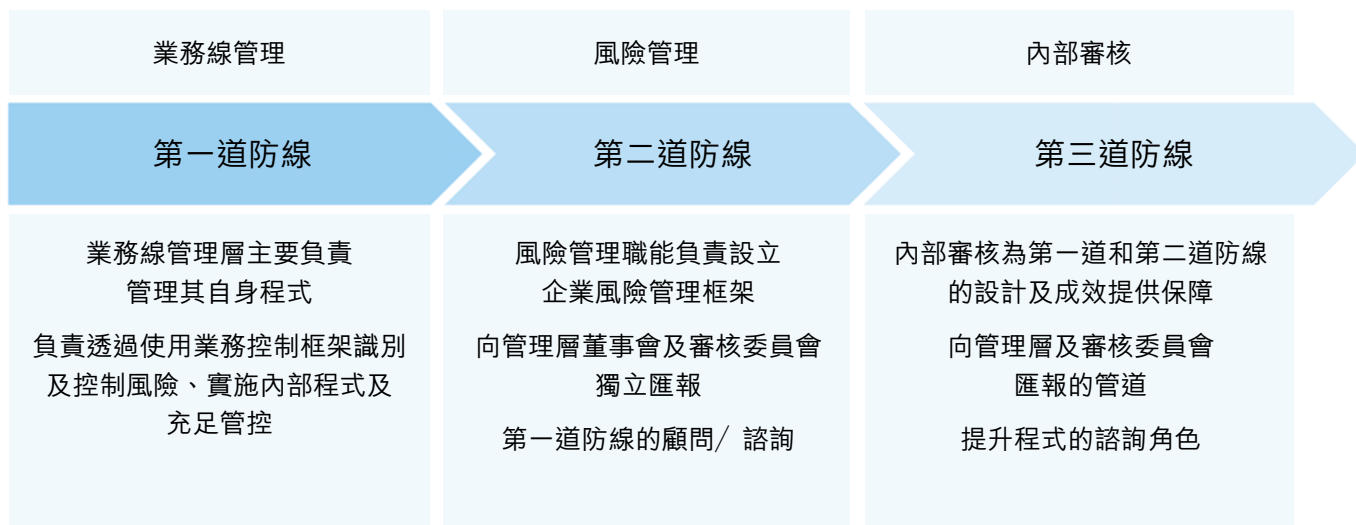 業務線管理
風險管理
內部審核
第一道防線
第二道防線
第三道防線
業務線管理層主要負責
管理其自身程式
負責透過使用業務控制框架識別
及控制風險、實施內部程式及
充足管控
風險管理職能負責設立
企業風險管理框架
向管理層董事會及審核委員會
獨立匯報
第一道防線的顧問/ 諮詢
內部審核為第一道和第二道防線
的設計及成效提供保障
向管理層及審核委員會
匯報的管道
提升程式的諮詢角色